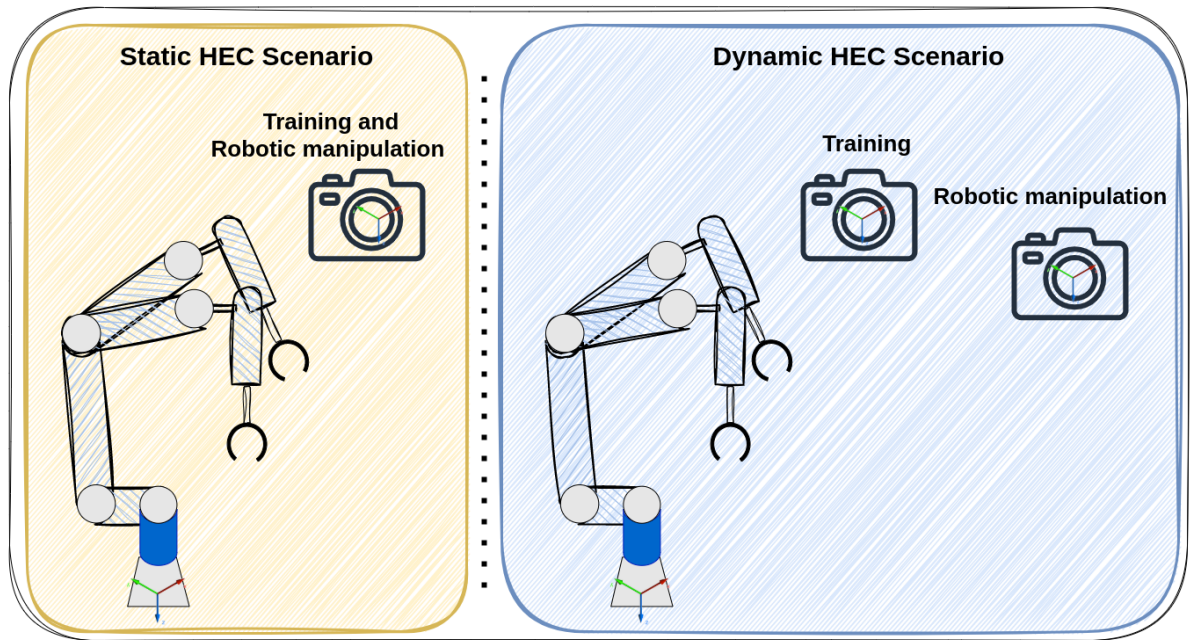 Static HEC Scenario
Training and
Robotic manipulation
Dynamic HEC Scenario
Training
Robotic manipulation